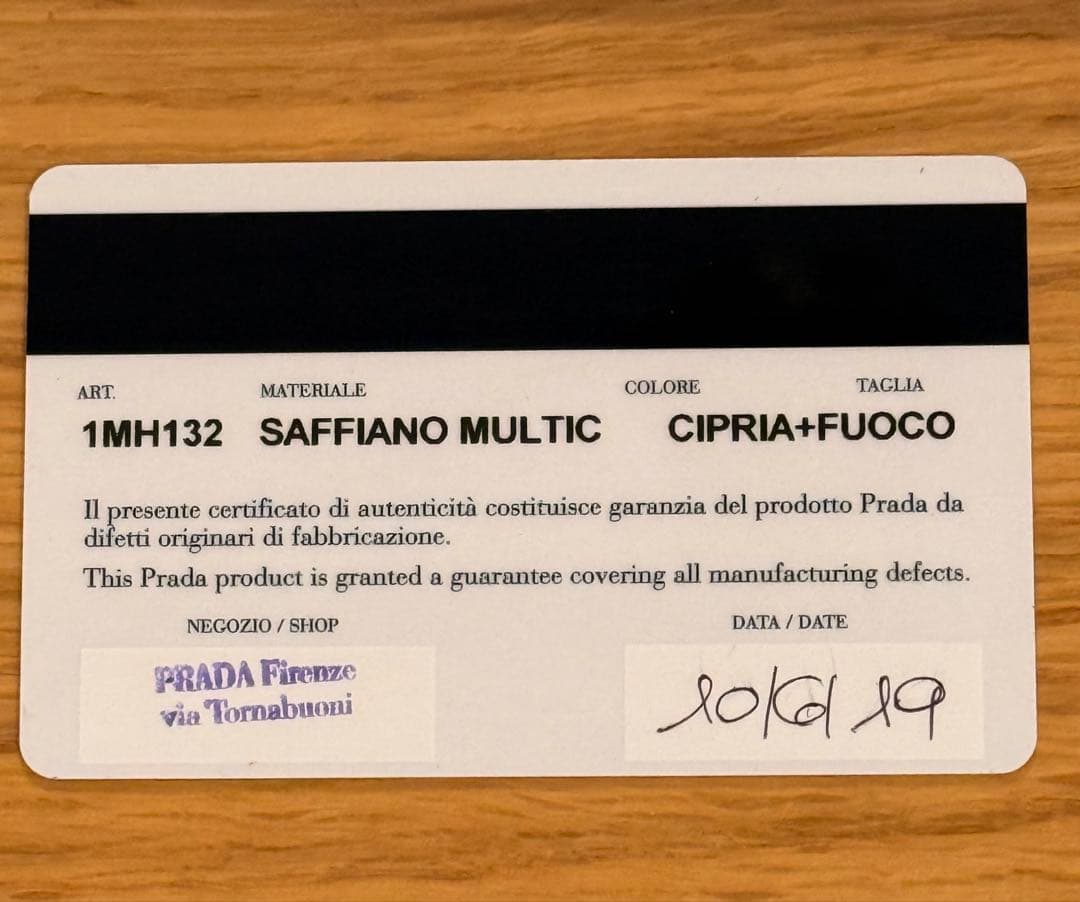 ART. MATERIALE COLORE TAGLIA
1MH132 SAFFIANO MULTIC CIPRIA+FUOCO
Il presente certificato di autenticità costituisce garanzia del prodotto Prada da
difetti originari di fabbricazione.
This Prada product is granted a guarantee covering all manufacturing defects.
NEGOZIO / SHOP DATA / DATE
PRADA Firenze
via Tornabuoni
10/6/19